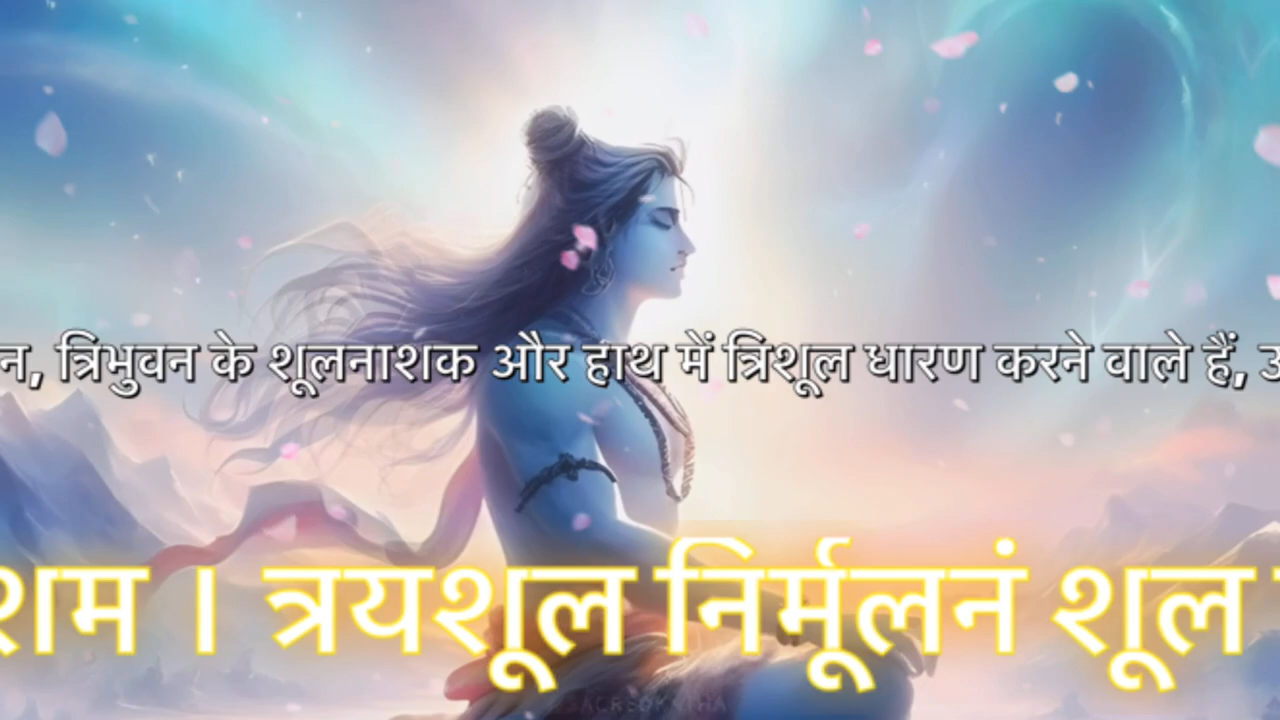 न, त्रिभुवन के शूलनाशक और हाथ में त्रिशूल धारण करने वाले हैं,
शम । त्रयशूल निर्मूलनं शूल